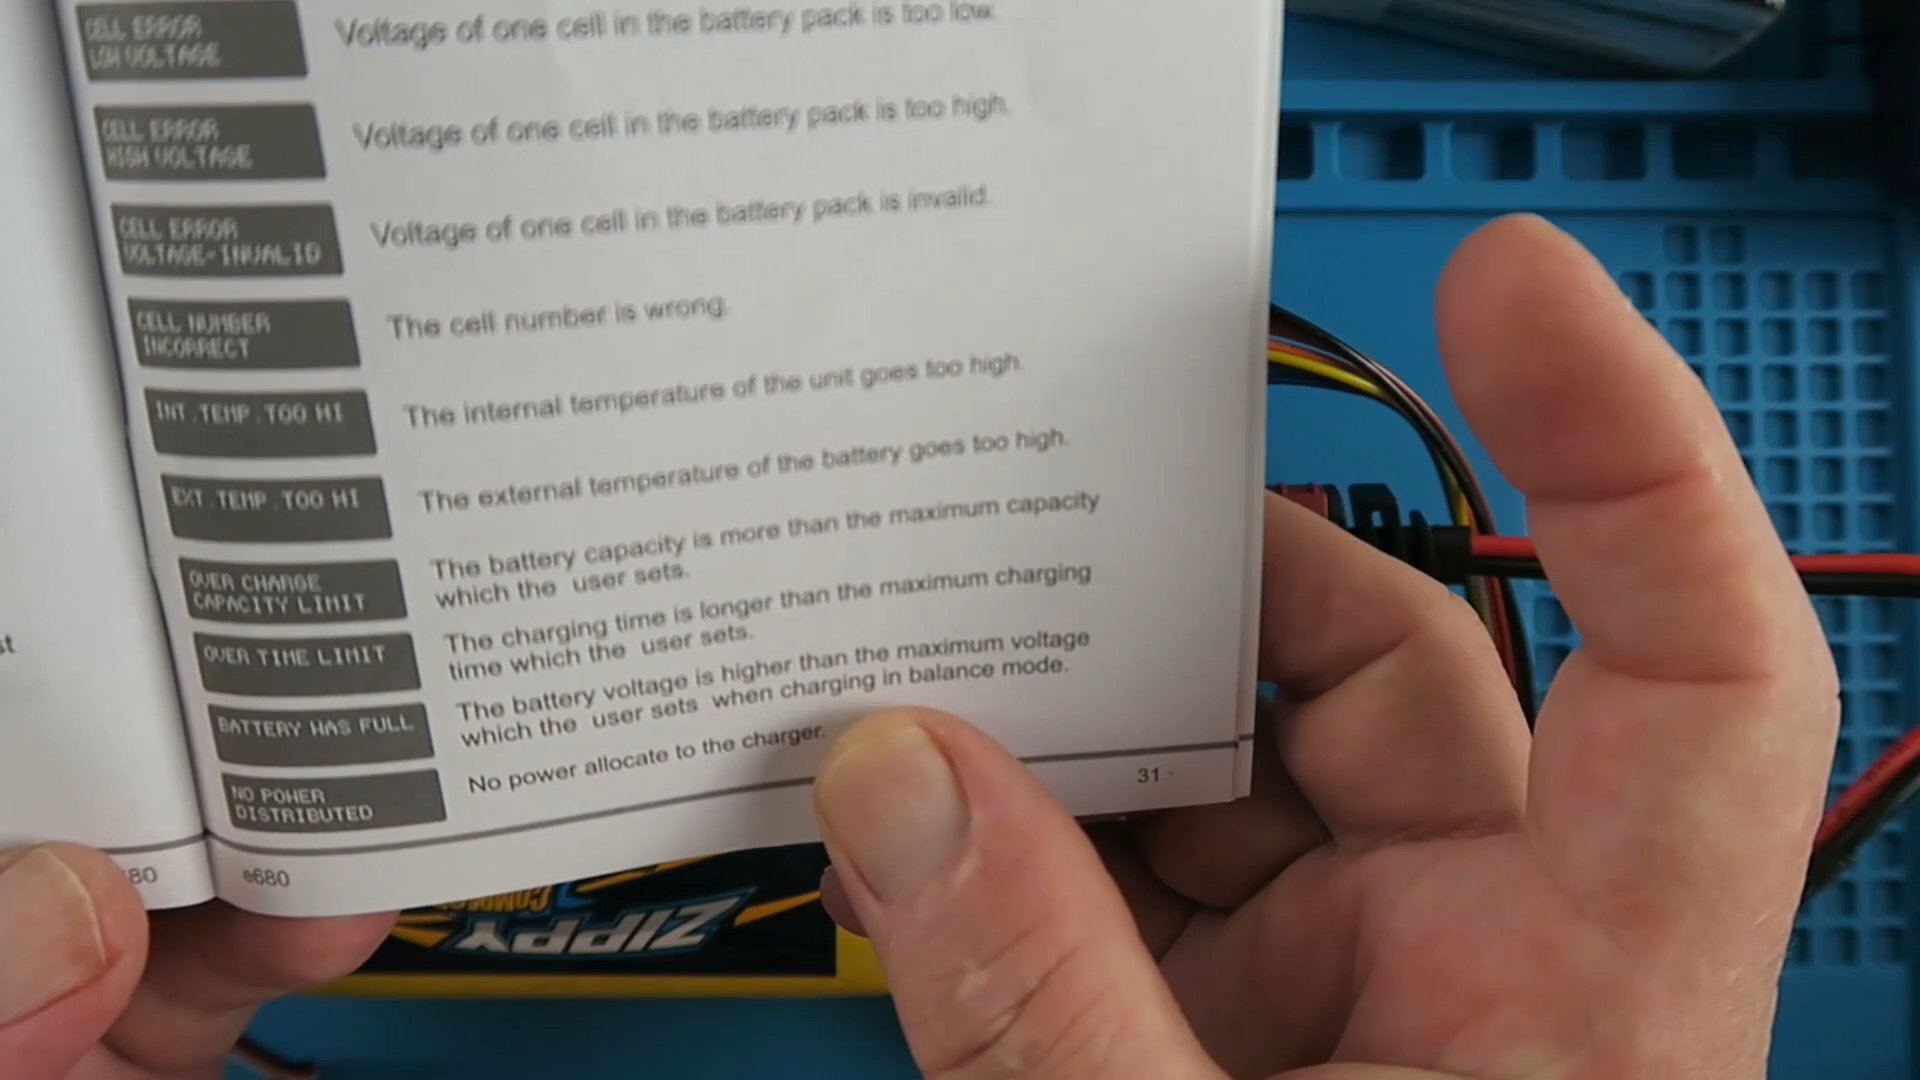 CELL ERROR
LOW VOLTAGE
Voltage of one cell in the battery pack is too low.
CELL ERROR
HIGH VOLTAGE
Voltage of one cell in the battery pack is too high.
CELL ERROR
VOLTAGE-INVALID
Voltage of one cell in the battery pack is invalid.
CELL NUMBER
INCORRECT
The cell number is wrong.
INT.TEMP.TOO HI
The internal temperature of the unit goes too high.
EXT.TEMP.TOO HI
The external temperature of the battery goes too high.
OVER CHARGE
CAPACITY LIMIT
The battery capacity is more than the maximum capacity
which the user sets.
OVER TIME LIMIT
The charging time is longer than the maximum charging
time which the user sets.
BATTERY WAS FULL
The battery voltage is higher than the maximum voltage
which the user sets when charging in balance mode.
NO POWER
DISTRIBUTED
No power allocate to the charger.
31
e680
st
80
ZIPPY